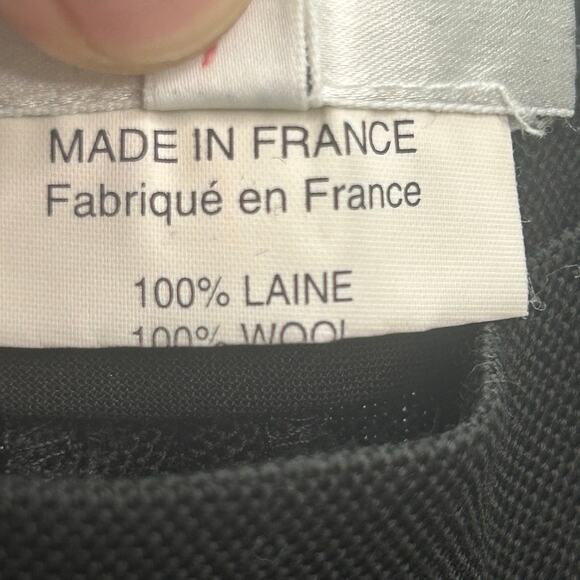 MADE IN FRANCE
Fabriqué en France
100% LAINE
100% WOOL